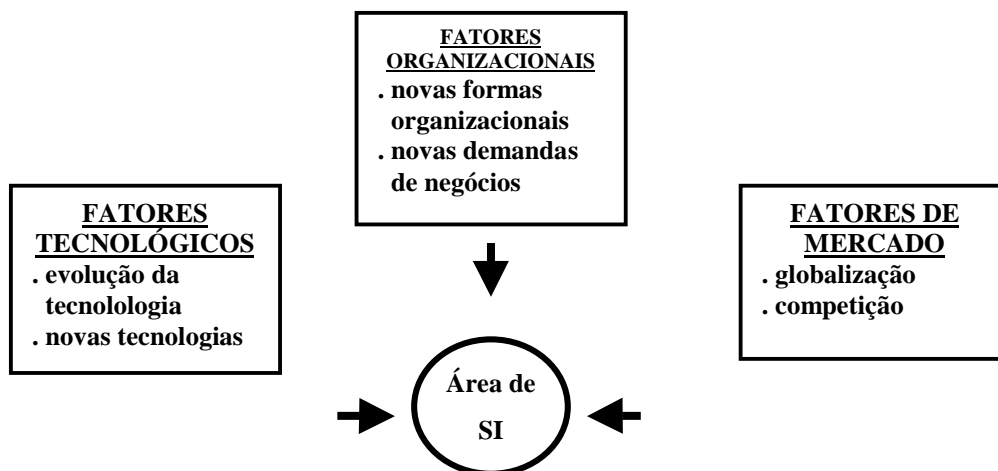 FATORES
ORGANIZACIONAIS
. novas formas
organizacionais
. novas demandas
de negócios
FATORES
TECNOLÓGICOS
. evolução da
tecnolologia
. novas tecnologias
FATORES DE
MERCADO
. globalização
. competição
Área de
SI